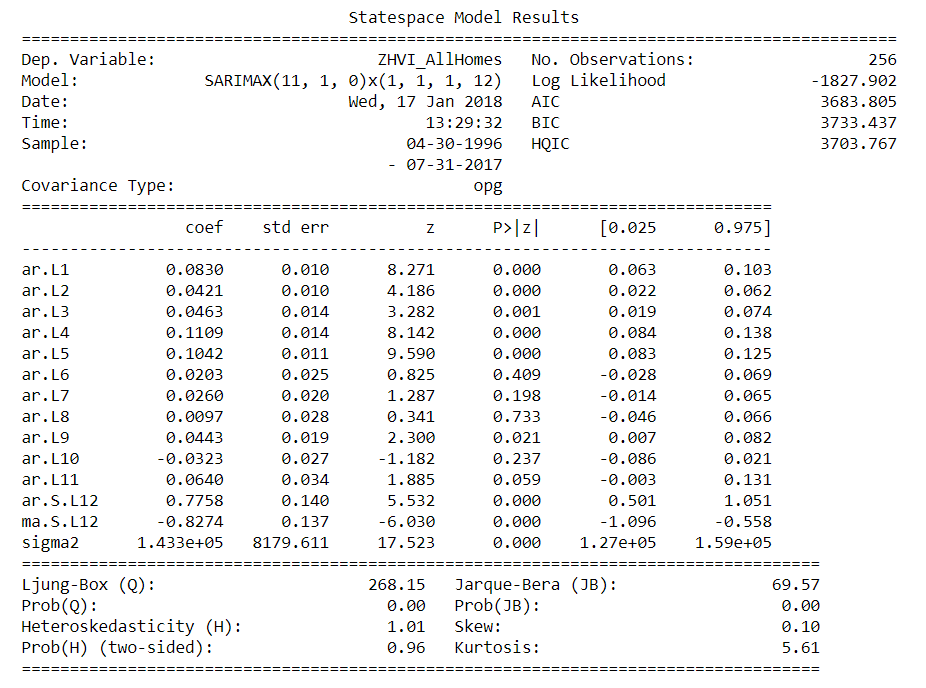 Statespace Model Results
==============================================================================================
Dep. Variable: ZHVI_AllHomes No. Observations: 256
Model: SARIMAX(11, 1, 0)x(1, 1, 1, 12) Log Likelihood -1827.902
Date: Wed, 17 Jan 2018 AIC 3683.805
Time: 13:29:32 BIC 3733.437
Sample: 04-30-1996 HQIC 3703.767
- 07-31-2017
Covariance Type: opg
==============================================================================
coef std err z P>|z| [0.025 0.975]
------------------------------------------------------------------------------
ar.L1 0.0830 0.010 8.271 0.000 0.063 0.103
ar.L2 0.0421 0.010 4.186 0.000 0.022 0.062
ar.L3 0.0463 0.014 3.282 0.001 0.019 0.074
ar.L4 0.1109 0.014 8.142 0.000 0.084 0.138
ar.L5 0.1042 0.011 9.590 0.000 0.083 0.125
ar.L6 0.0203 0.025 0.825 0.409 -0.028 0.069
ar.L7 0.0260 0.020 1.287 0.198 -0.014 0.065
ar.L8 0.0097 0.028 0.341 0.733 -0.046 0.066
ar.L9 0.0443 0.019 2.300 0.021 0.007 0.082
ar.L10 -0.0323 0.027 -1.182 0.237 -0.086 0.021
ar.L11 0.0640 0.034 1.885 0.059 -0.003 0.131
ar.S.L12 0.7758 0.140 5.532 0.000 0.501 1.051
ma.S.L12 -0.8274 0.137 -6.030 0.000 -1.096 -0.558
sigma2 1.433e+05 8179.611 17.523 0.000 1.27e+05 1.59e+05
===================================================================================
Ljung-Box (Q): 268.15 Jarque-Bera (JB): 69.57
Prob(Q): 0.00 Prob(JB): 0.00
Heteroskedasticity (H): 1.01 Skew: 0.10
Prob(H) (two-sided): 0.96 Kurtosis: 5.61
===================================================================================